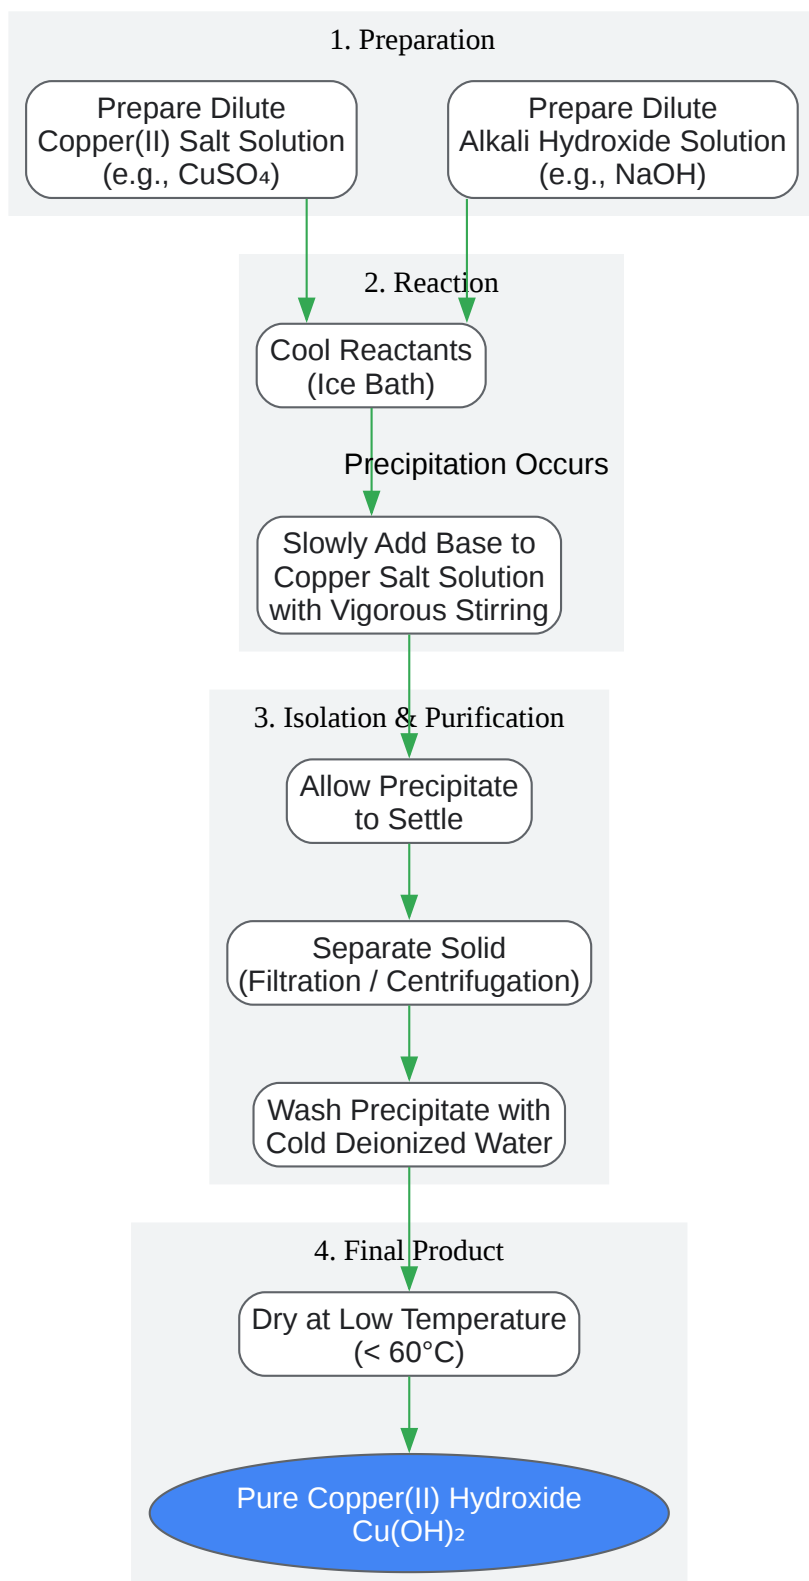 1. Preparation
Prepare Dilute
Copper(II) Salt Solution
(e.g., CuSO₄)
Prepare Dilute
Alkali Hydroxide Solution
(e.g., NaOH)
2. Reaction
Cool Reactants
(Ice Bath)
Precipitation Occurs
Slowly Add Base to
Copper Salt Solution
with Vigorous Stirring
3. Isolation & Purification
Allow Precipitate
to Settle
Separate Solid
(Filtration / Centrifugation)
Wash Precipitate with
Cold Deionized Water
4. Final Product
Dry at Low Temperature
(< 60°C)
Pure Copper(II) Hydroxide
Cu(OH)₂